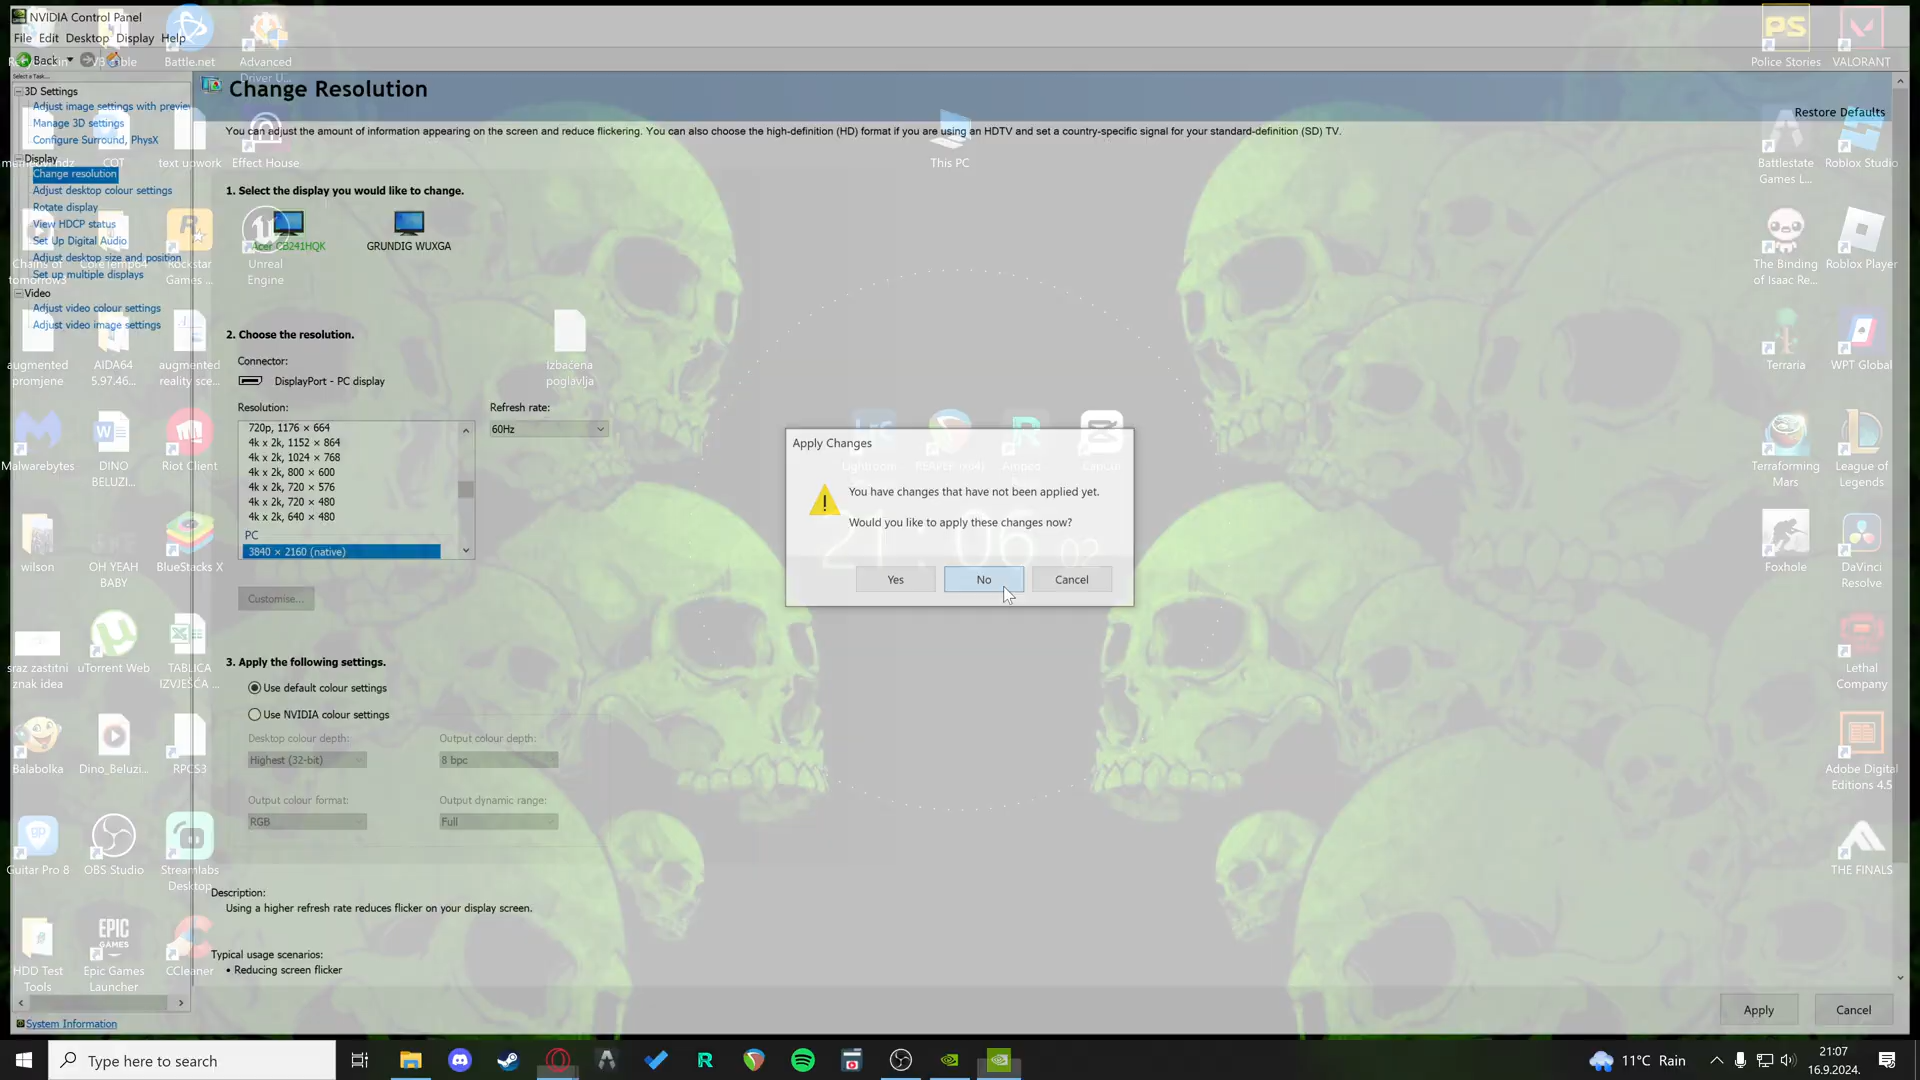 NVIDIA Control Panel
File Edit Desktop Display Help
Back
Select a Task...
3D Settings
Adjust image settings with preview
Manage 3D settings
Configure Surround, PhysX
Display
Change resolution
Adjust desktop colour settings
Rotate display
View HDCP status
Set Up Digital Audio
Adjust desktop size and position
Set up multiple displays
Video
Adjust video colour settings
Adjust video image settings
System Information
Change Resolution
Restore Defaults
You can adjust the amount of information appearing on the screen and reduce flickering. You can also choose the high-definition (HD) format if you are using an HDTV and set a country-specific signal for your standard-definition (SD) TV.
1. Select the display you would like to change.
Acer CB241HQK
GRUNDIG WUXGA
2. Choose the resolution.
Connector:
DisplayPort - PC display
Resolution:
Refresh rate:
60Hz
720p, 1176 × 664
4k x 2k, 1152 × 864
4k x 2k, 1024 × 768
4k x 2k, 800 × 600
4k x 2k, 720 × 576
4k x 2k, 720 × 480
4k x 2k, 640 × 480
PC
3840 × 2160 (native)
Customise...
3. Apply the following settings.
Use default colour settings
Use NVIDIA colour settings
Desktop colour depth:
Highest (32-bit)
Output colour depth:
8 bpc
Output colour format:
RGB
Output dynamic range:
Full
Description:
Using a higher refresh rate reduces flicker on your display screen.
Typical usage scenarios:
• Reducing screen flicker
Apply
Cancel
Apply Changes
You have changes that have not been applied yet.
Would you like to apply these changes now?
Yes
No
Cancel
21:06 02
Battle.net
Advanced
Driver U...
COT
text upwork
Effect House
Rockstar
Games ...
Unreal
Engine
augmented
promjene
AIDA64
5.97.46...
augmented
reality sce...
Izbačena
poglavlja
Malwarebytes
DINO
BELUZI...
Riot Client
wilson
OH YEAH
BABY
BlueStacks X
sraz zastitni
znak idea
uTorrent Web
TABLICA
IZVJEŠĆA ...
Balabolka
Dino_Beluzi...
RPCS3
Guitar Pro 8
OBS Studio
Streamlabs
Desktop
EPIC
GAMES
HDD Test
Tools
Epic Games
Launcher
CCleaner
This PC
Police Stories
VALORANT
Battlestate
Games L...
Roblox Studio
The Binding
of Isaac Re...
Roblox Player
Terraria
WPT Global
Terraforming
Mars
League of
Legends
Foxhole
DaVinci
Resolve
Lethal
Company
Adobe Digital
Editions 4.5
THE FINALS
Type here to search
11°C Rain
21:07
16.9.2024.